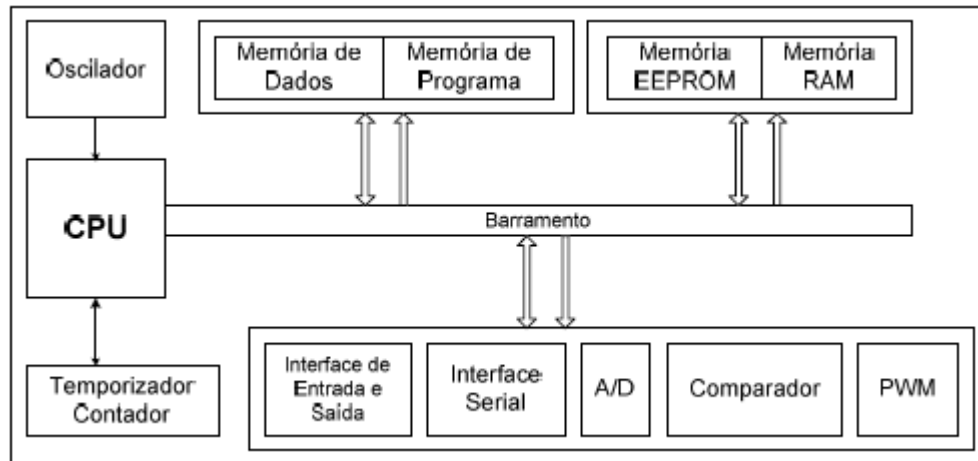 Oscilador
Memória de
Dados
Memória de
Programa
Memória
EEPROM
Memória
RAM
CPU
Barramento
Temporizador
Contador
Interface de
Entrada e
Saída
Interface
Serial
A/D
Comparador
PWM